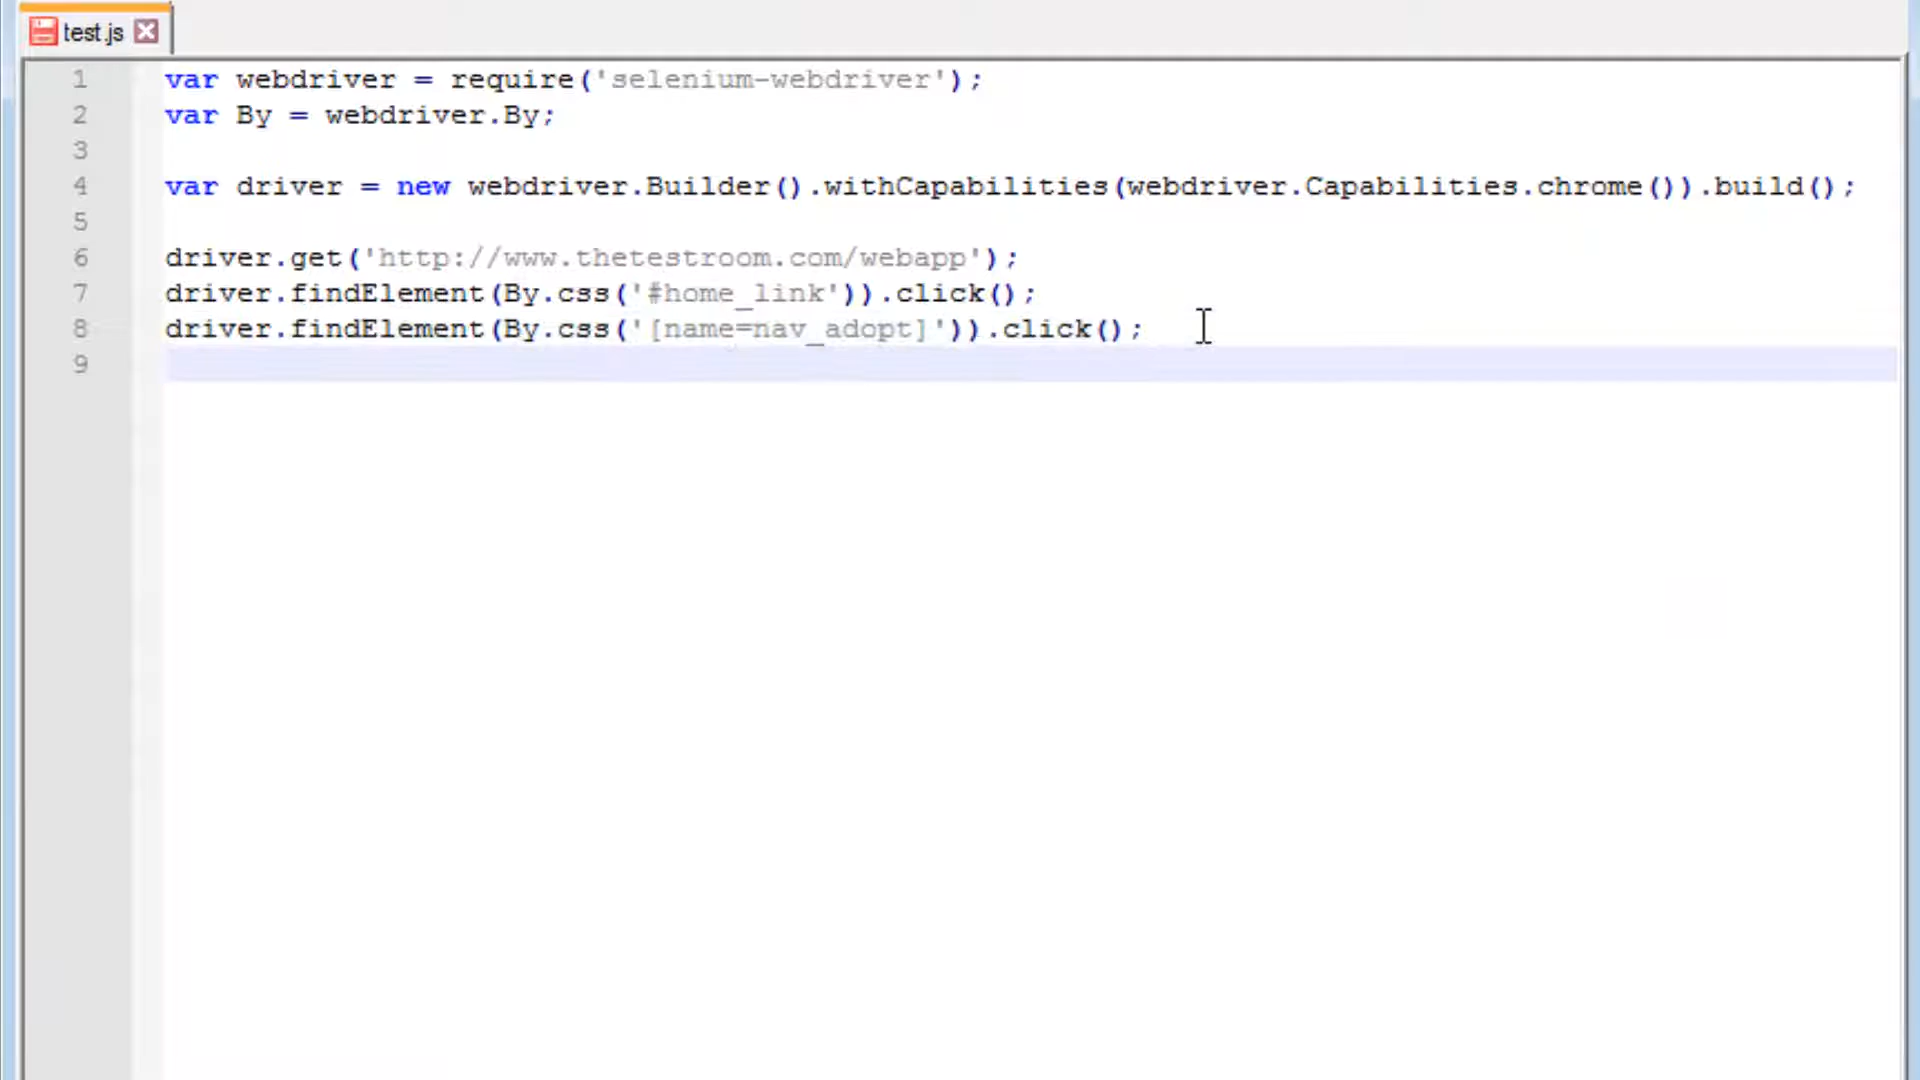 test.js
1 var webdriver = require('selenium-webdriver');
2 var By = webdriver.By;
3
4 var driver = new webdriver.Builder().withCapabilities(webdriver.Capabilities.chrome()).build();
5
6 driver.get('http://www.thetestroom.com/webapp');
7 driver.findElement(By.css('#home_link')).click();
8 driver.findElement(By.css('[name=nav_adopt]')).click();
9